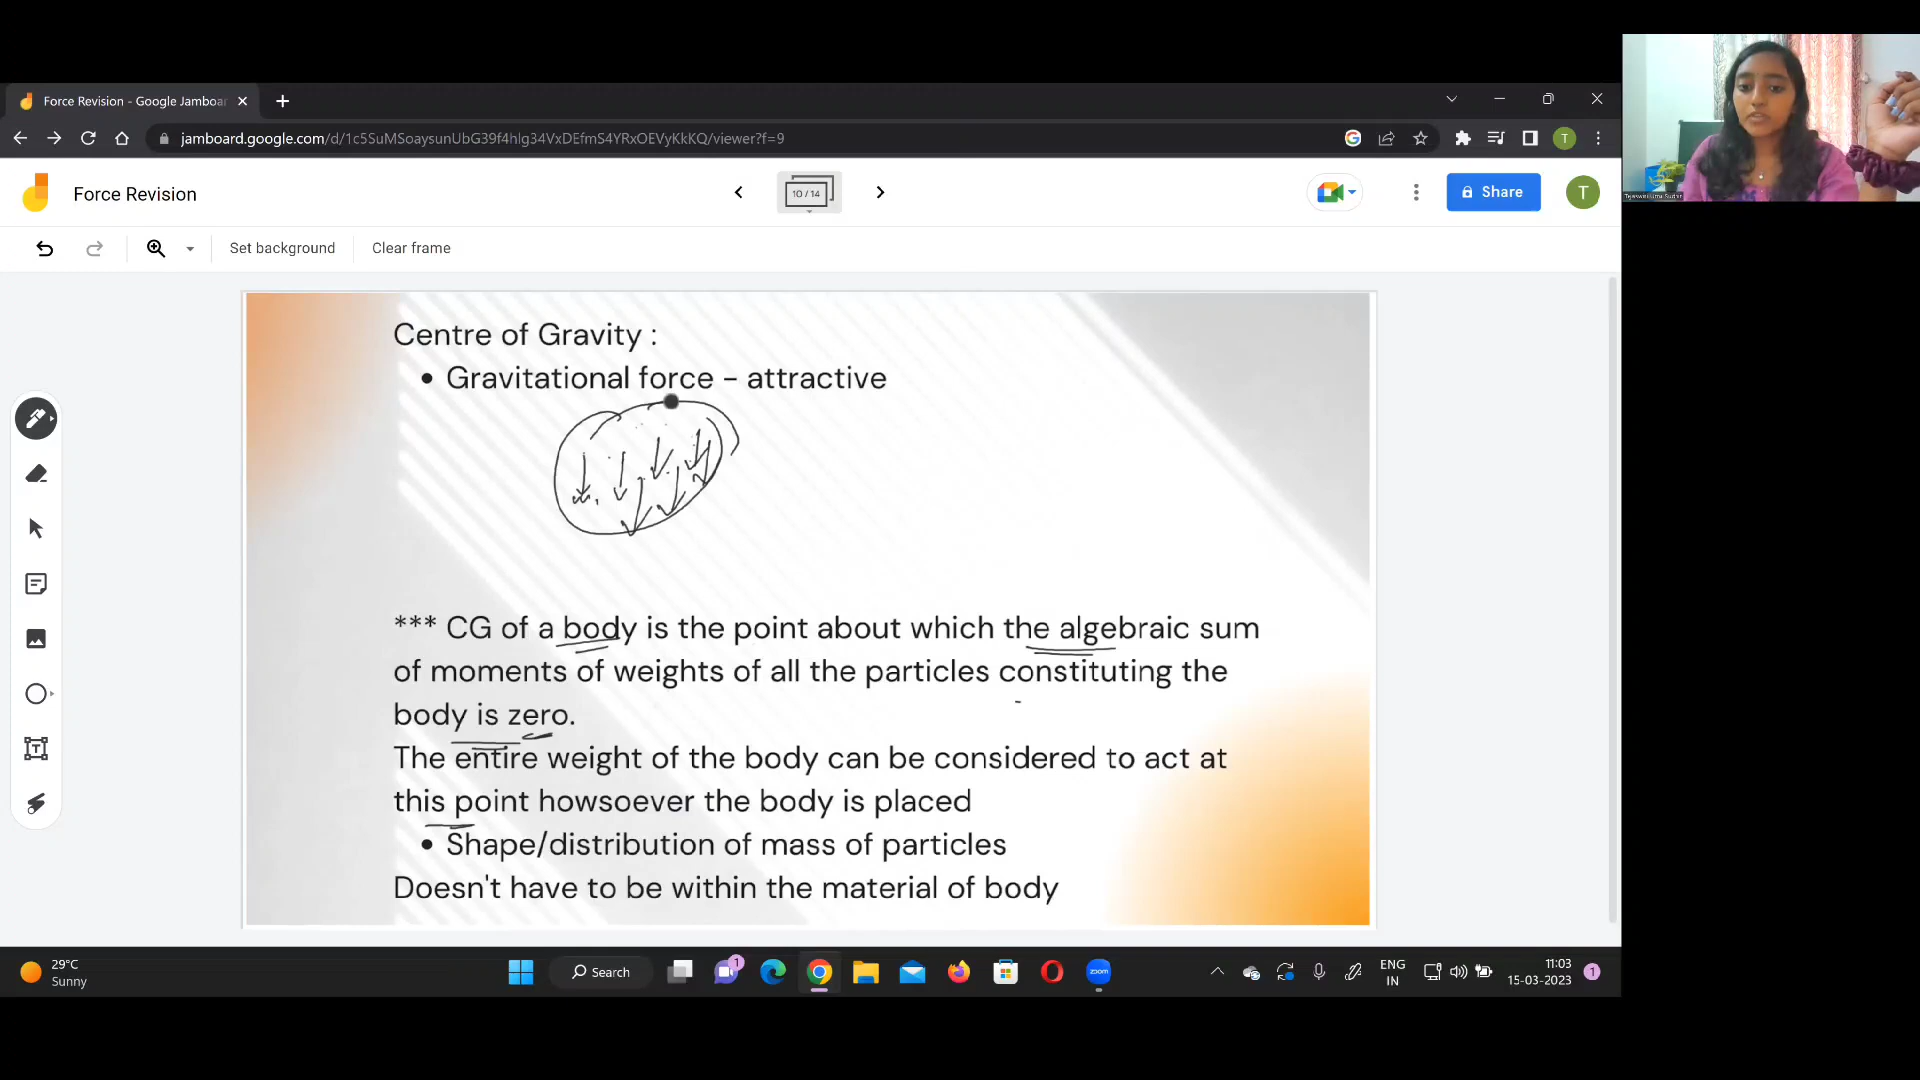 Force Revision - Google Jamboar
jamboard.google.com/d/1c5SuMSoaysunUbG39f4hlg34VxDEfmS4YRxOEVyKkKQ/viewer?f=9
T
Force Revision
10 / 14
Share
T
Set background
Clear frame
Centre of Gravity :
• Gravitational force - attractive
*** CG of a body is the point about which the algebraic sum
of moments of weights of all the particles constituting the
body is zero.
The entire weight of the body can be considered to act at
this point howsoever the body is placed
• Shape/distribution of mass of particles
Doesn't have to be within the material of body
29°C
Sunny
Search
1
zoom
ENG
IN
11:03
15-03-2023
1